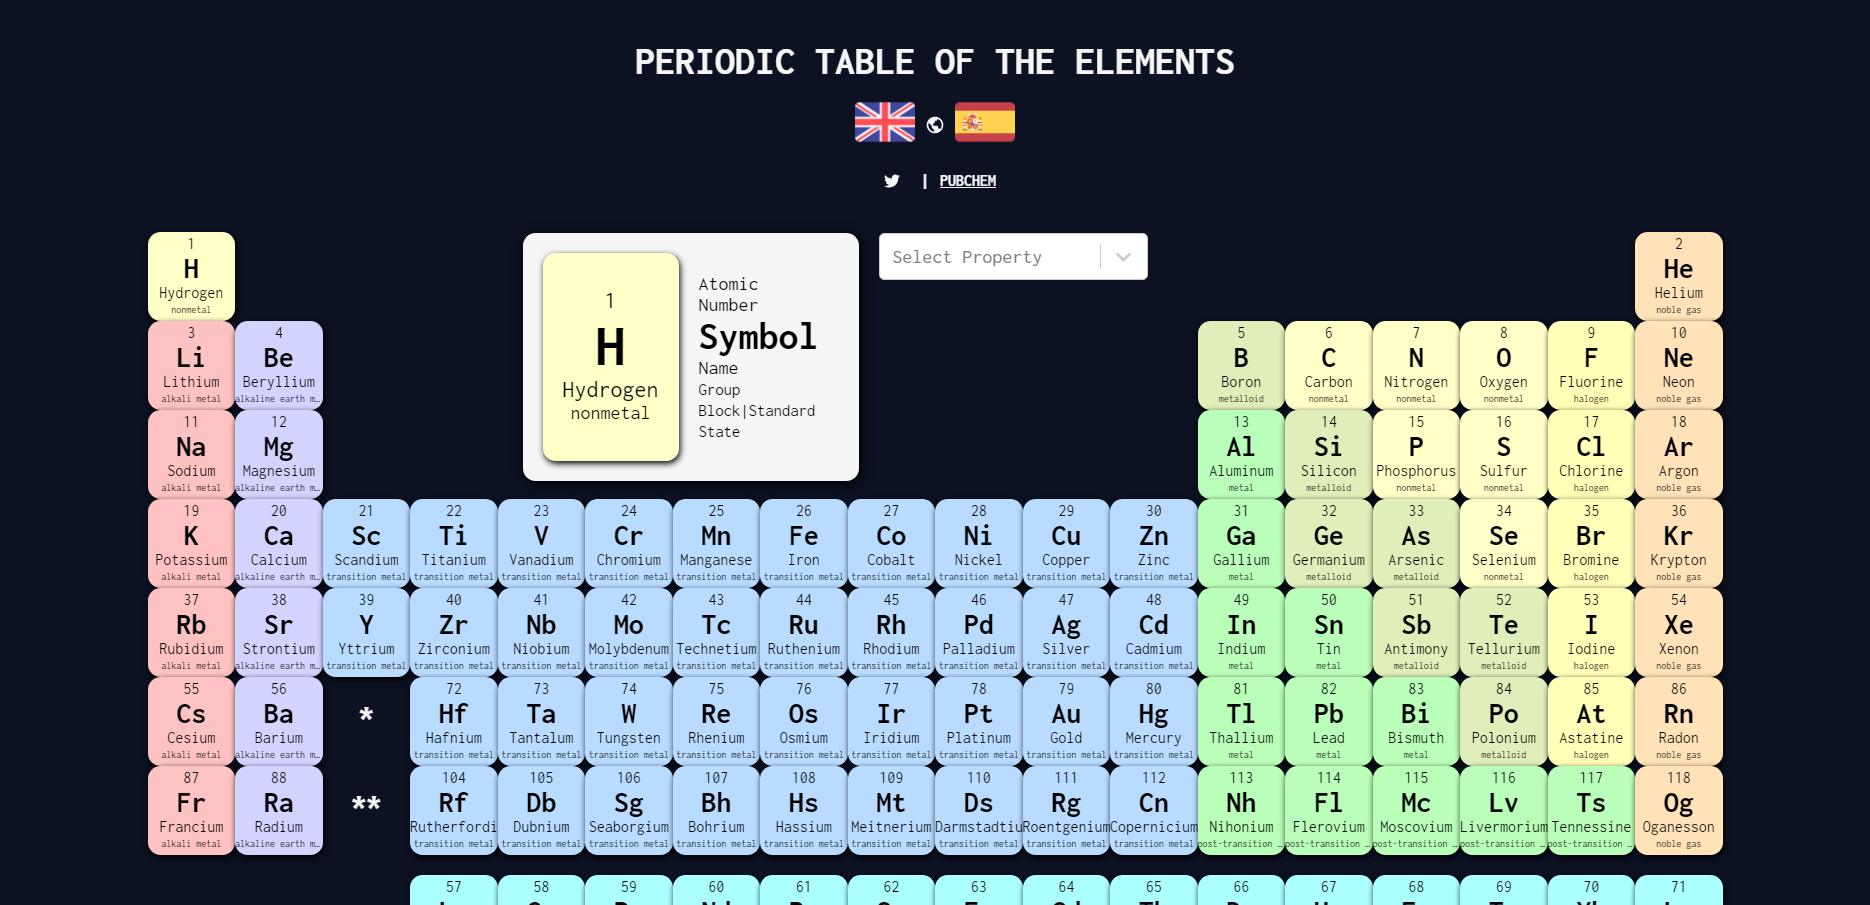 PERIODIC TABLE OF THE ELEMENTS
| PUBCHEM
1
H
Hydrogen
nonmetal
1
H
Hydrogen
nonmetal
Atomic
Number
Symbol
Name
Group
Block|Standard
State
Select Property
2
He
Helium
noble gas
3 4 5 6 7 8 9 10
Li Be B C N O F Ne
Lithium Beryllium Boron Carbon Nitrogen Oxygen Fluorine Neon
alkali metal alkaline earth m… metalloid nonmetal nonmetal nonmetal halogen noble gas
11 12 13 14 15 16 17 18
Na Mg Al Si P S Cl Ar
Sodium Magnesium Aluminum Silicon Phosphorus Sulfur Chlorine Argon
alkali metal alkaline earth m… metal metalloid nonmetal nonmetal halogen noble gas
19 20 21 22 23 24 25 26 27 28 29 30 31 32 33 34 35 36
K Ca Sc Ti V Cr Mn Fe Co Ni Cu Zn Ga Ge As Se Br Kr
Potassium Calcium Scandium Titanium Vanadium Chromium Manganese Iron Cobalt Nickel Copper Zinc Gallium Germanium Arsenic Selenium Bromine Krypton
alkali metal alkaline earth m… transition metal transition metal transition metal transition metal transition metal transition metal transition metal transition metal transition metal transition metal metal metalloid metalloid nonmetal halogen noble gas
37 38 39 40 41 42 43 44 45 46 47 48 49 50 51 52 53 54
Rb Sr Y Zr Nb Mo Tc Ru Rh Pd Ag Cd In Sn Sb Te I Xe
Rubidium Strontium Yttrium Zirconium Niobium Molybdenum Technetium Ruthenium Rhodium Palladium Silver Cadmium Indium Tin Antimony Tellurium Iodine Xenon
alkali metal alkaline earth m… transition metal transition metal transition metal transition metal transition metal transition metal transition metal transition metal transition metal transition metal metal metal metalloid metalloid halogen noble gas
55 56 72 73 74 75 76 77 78 79 80 81 82 83 84 85 86
Cs Ba * Hf Ta W Re Os Ir Pt Au Hg Tl Pb Bi Po At Rn
Cesium Barium Hafnium Tantalum Tungsten Rhenium Osmium Iridium Platinum Gold Mercury Thallium Lead Bismuth Polonium Astatine Radon
alkali metal alkaline earth m… transition metal transition metal transition metal transition metal transition metal transition metal transition metal transition metal transition metal metal metal metal metalloid halogen noble gas
87 88 104 105 106 107 108 109 110 111 112 113 114 115 116 117 118
Fr Ra ** Rf Db Sg Bh Hs Mt Ds Rg Cn Nh Fl Mc Lv Ts Og
Francium Radium Rutherfordi Dubnium Seaborgium Bohrium Hassium Meitnerium Darmstadtiu Roentgenium Copernicium Nihonium Flerovium Moscovium Livermorium Tennessine Oganesson
alkali metal alkaline earth m… transition metal transition metal transition metal transition metal transition metal transition metal transition metal transition metal transition metal post-transition … post-transition … post-transition … post-transition … post-transition … noble gas
57 58 59 60 61 62 63 64 65 66 67 68 69 70 71